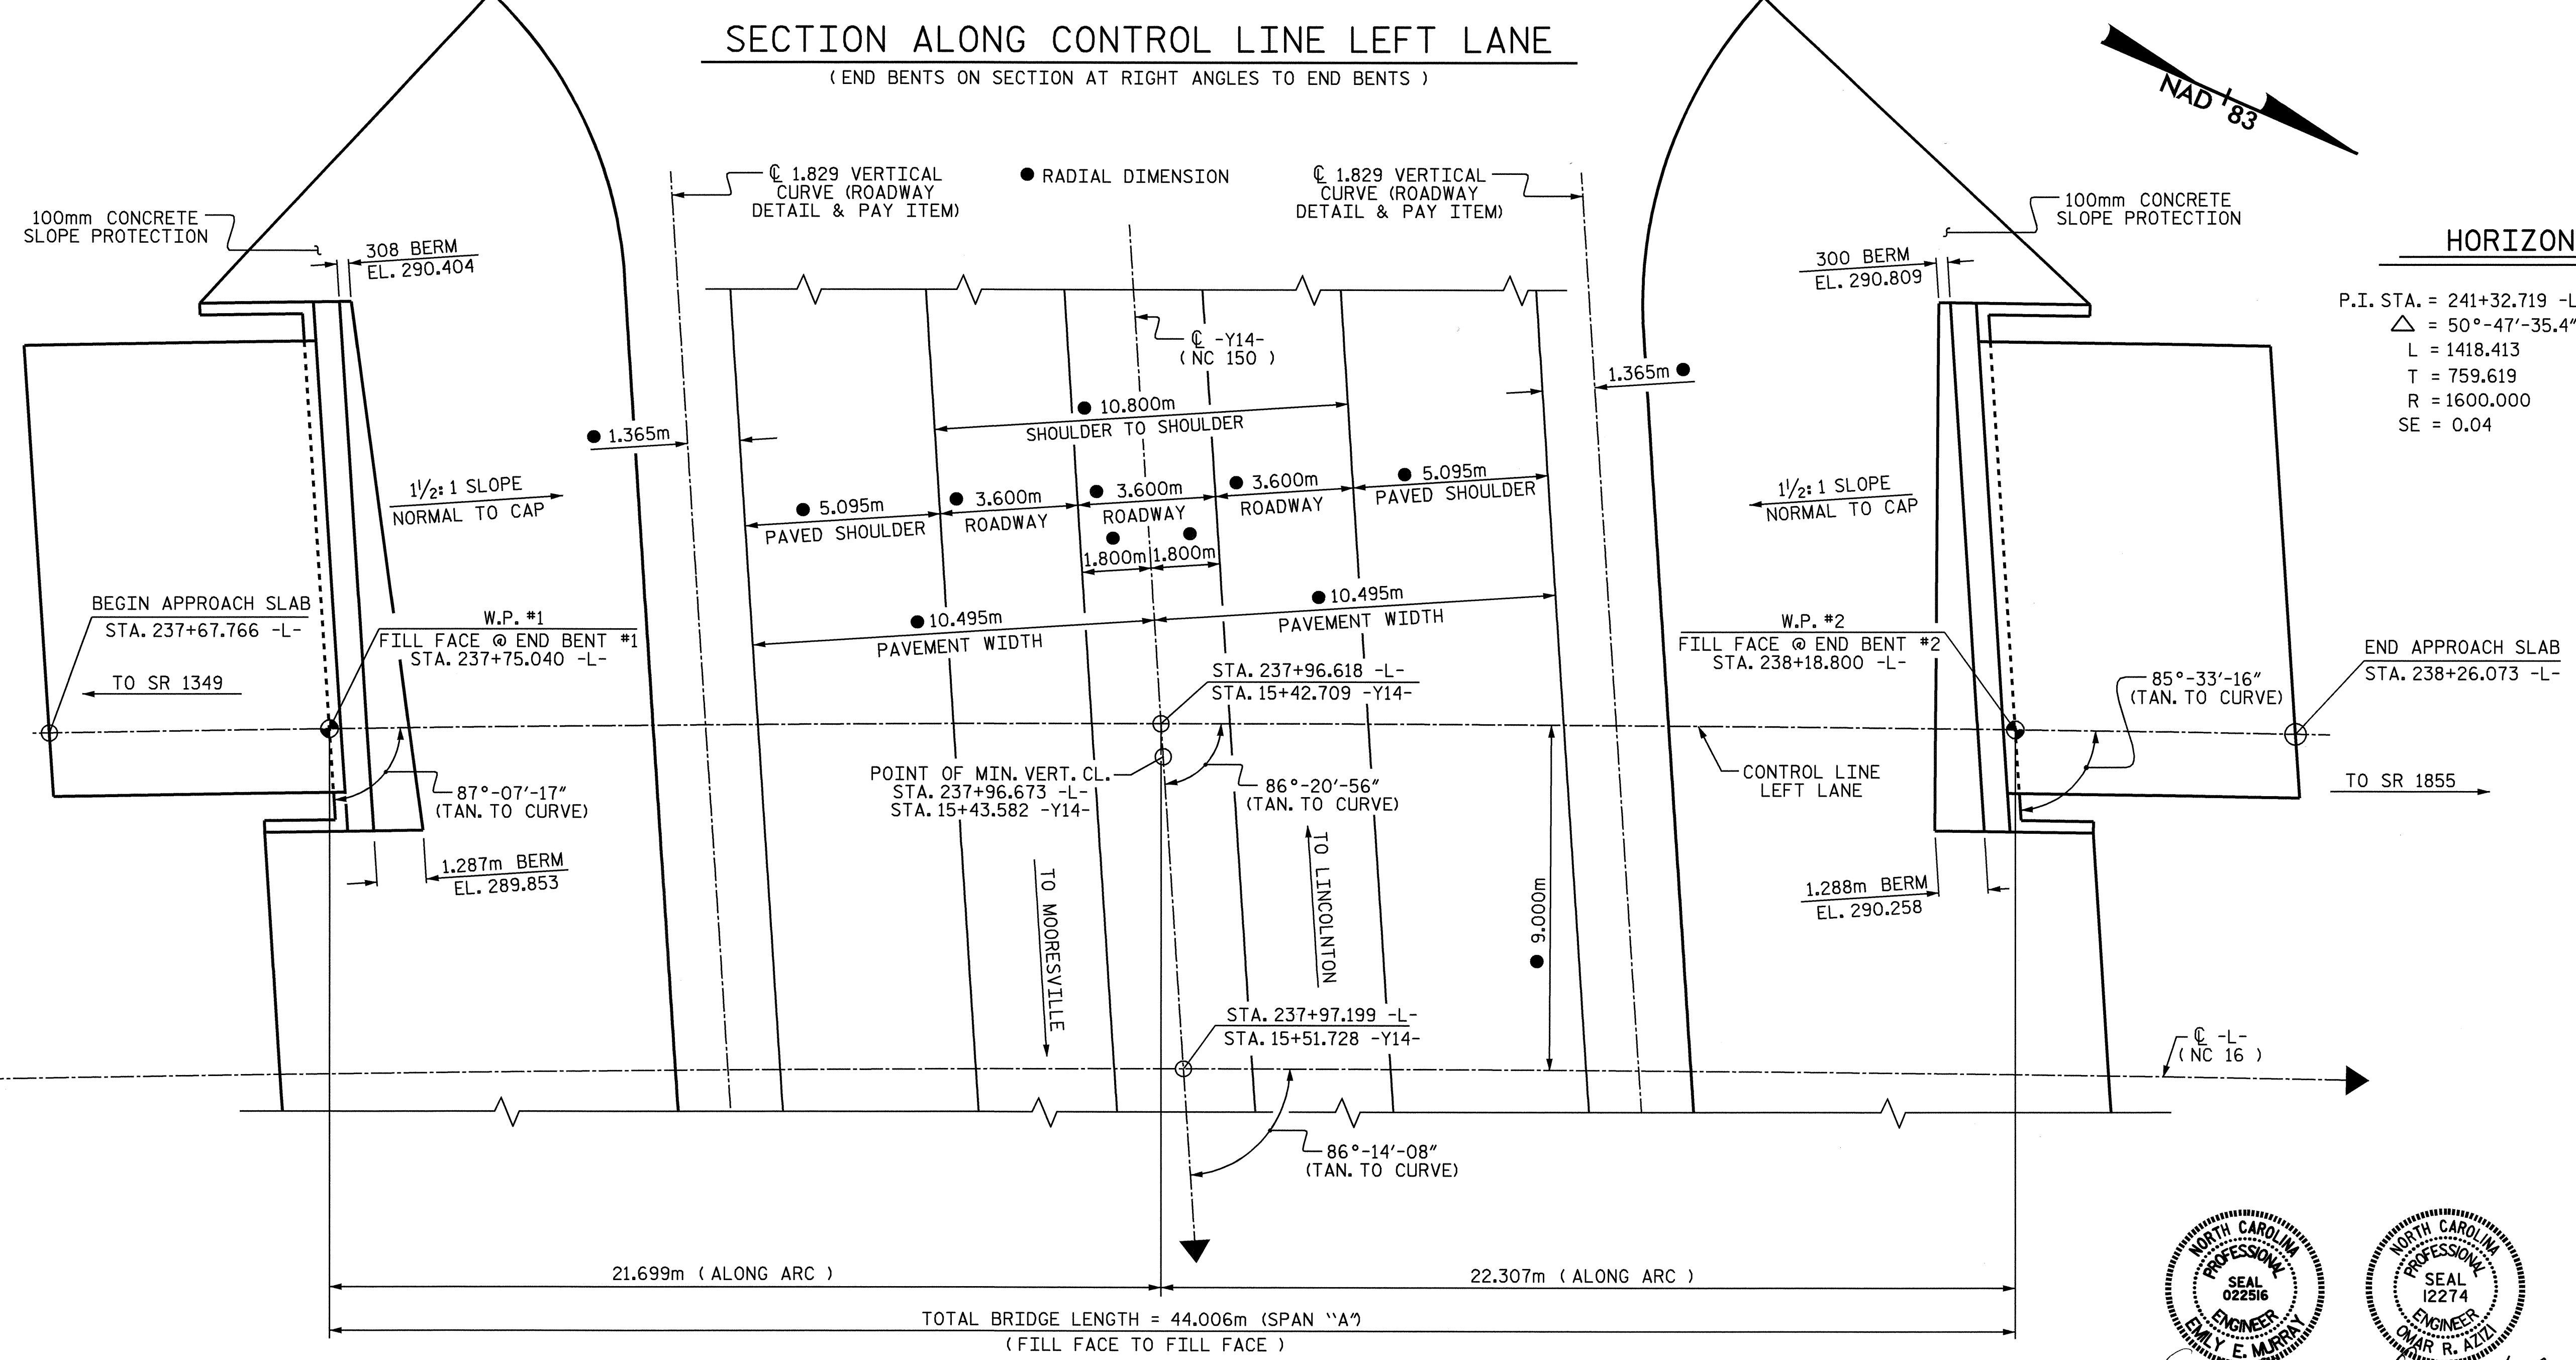 SECTION ALONG CONTROL LINE LEFT LANE
( END BENTS ON SECTION AT RIGHT ANGLES TO END BENTS )
NAD 83
℄ 1.829 VERTICAL
CURVE (ROADWAY
DETAIL & PAY ITEM)
● RADIAL DIMENSION
℄ 1.829 VERTICAL
CURVE (ROADWAY
DETAIL & PAY ITEM)
100mm CONCRETE
SLOPE PROTECTION
308 BERM
EL. 290.404
100mm CONCRETE
SLOPE PROTECTION
300 BERM
EL. 290.809
HORIZON
P.I. STA. = 241+32.719 -L
△ = 50°-47′-35.4″
L = 1418.413
T = 759.619
R = 1600.000
SE = 0.04
℄ -Y14-
( NC 150 )
● 1.365m
1.365m ●
● 10.800m
SHOULDER TO SHOULDER
1½:1 SLOPE
NORMAL TO CAP
● 5.095m
PAVED SHOULDER
● 3.600m
ROADWAY
● 3.600m
ROADWAY
● 3.600m
ROADWAY
● 5.095m
PAVED SHOULDER
1½:1 SLOPE
NORMAL TO CAP
● 1.800m
● 1.800m
● 10.495m
PAVEMENT WIDTH
● 10.495m
PAVEMENT WIDTH
BEGIN APPROACH SLAB
STA. 237+67.766 -L-
TO SR 1349
W.P. #1
FILL FACE @ END BENT #1
STA. 237+75.040 -L-
STA. 237+96.618 -L-
STA. 15+42.709 -Y14-
W.P. #2
FILL FACE @ END BENT #2
STA. 238+18.800 -L-
END APPROACH SLAB
STA. 238+26.073 -L-
85°-33′-16″
(TAN. TO CURVE)
87°-07′-17″
(TAN. TO CURVE)
POINT OF MIN. VERT. CL.
STA. 237+96.673 -L-
STA. 15+43.582 -Y14-
86°-20′-56″
(TAN. TO CURVE)
CONTROL LINE
LEFT LANE
TO SR 1855
1.287m BERM
EL. 289.853
TO MOORESVILLE
TO LINCOLNTON
● 9.000m
1.288m BERM
EL. 290.258
STA. 237+97.199 -L-
STA. 15+51.728 -Y14-
℄ -L-
( NC 16 )
86°-14′-08″
(TAN. TO CURVE)
21.699m ( ALONG ARC )
22.307m ( ALONG ARC )
TOTAL BRIDGE LENGTH = 44.006m (SPAN "A")
( FILL FACE TO FILL FACE )
NORTH CAROLINA
PROFESSIONAL
SEAL
022516
ENGINEER
EMILY E. MURRAY
NORTH CAROLINA
PROFESSIONAL
SEAL
12274
ENGINEER
OMAR R. AZIZI